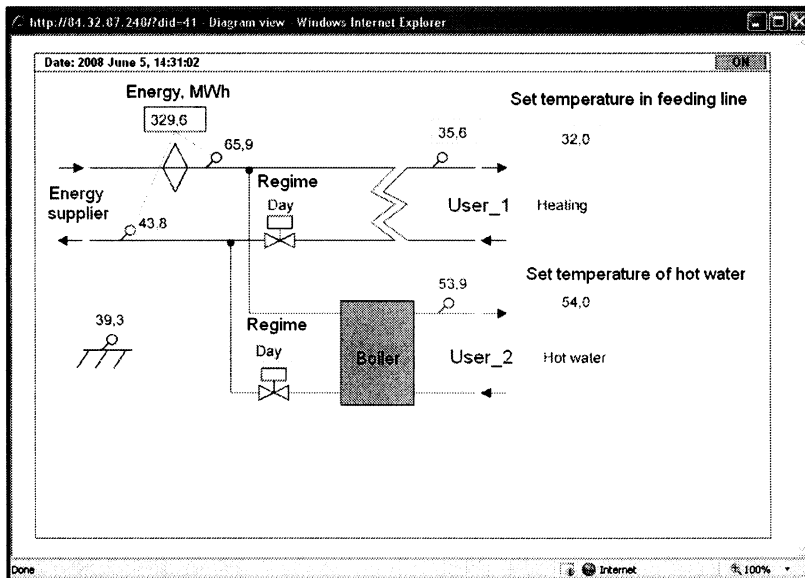 http://84.32.87.248/?did=41 - Diagram view - Windows Internet Explorer
Date: 2008 June 5, 14:31:02
ON
Energy, MWh
329,6
65,9
35,6
Set temperature in feeding line
32,0
Energy
supplier
43,8
Regime
Day
User_1
Heating
53,9
Set temperature of hot water
54,0
39,3
Regime
Day
Boiler
User_2
Hot water
Done
Internet
100%